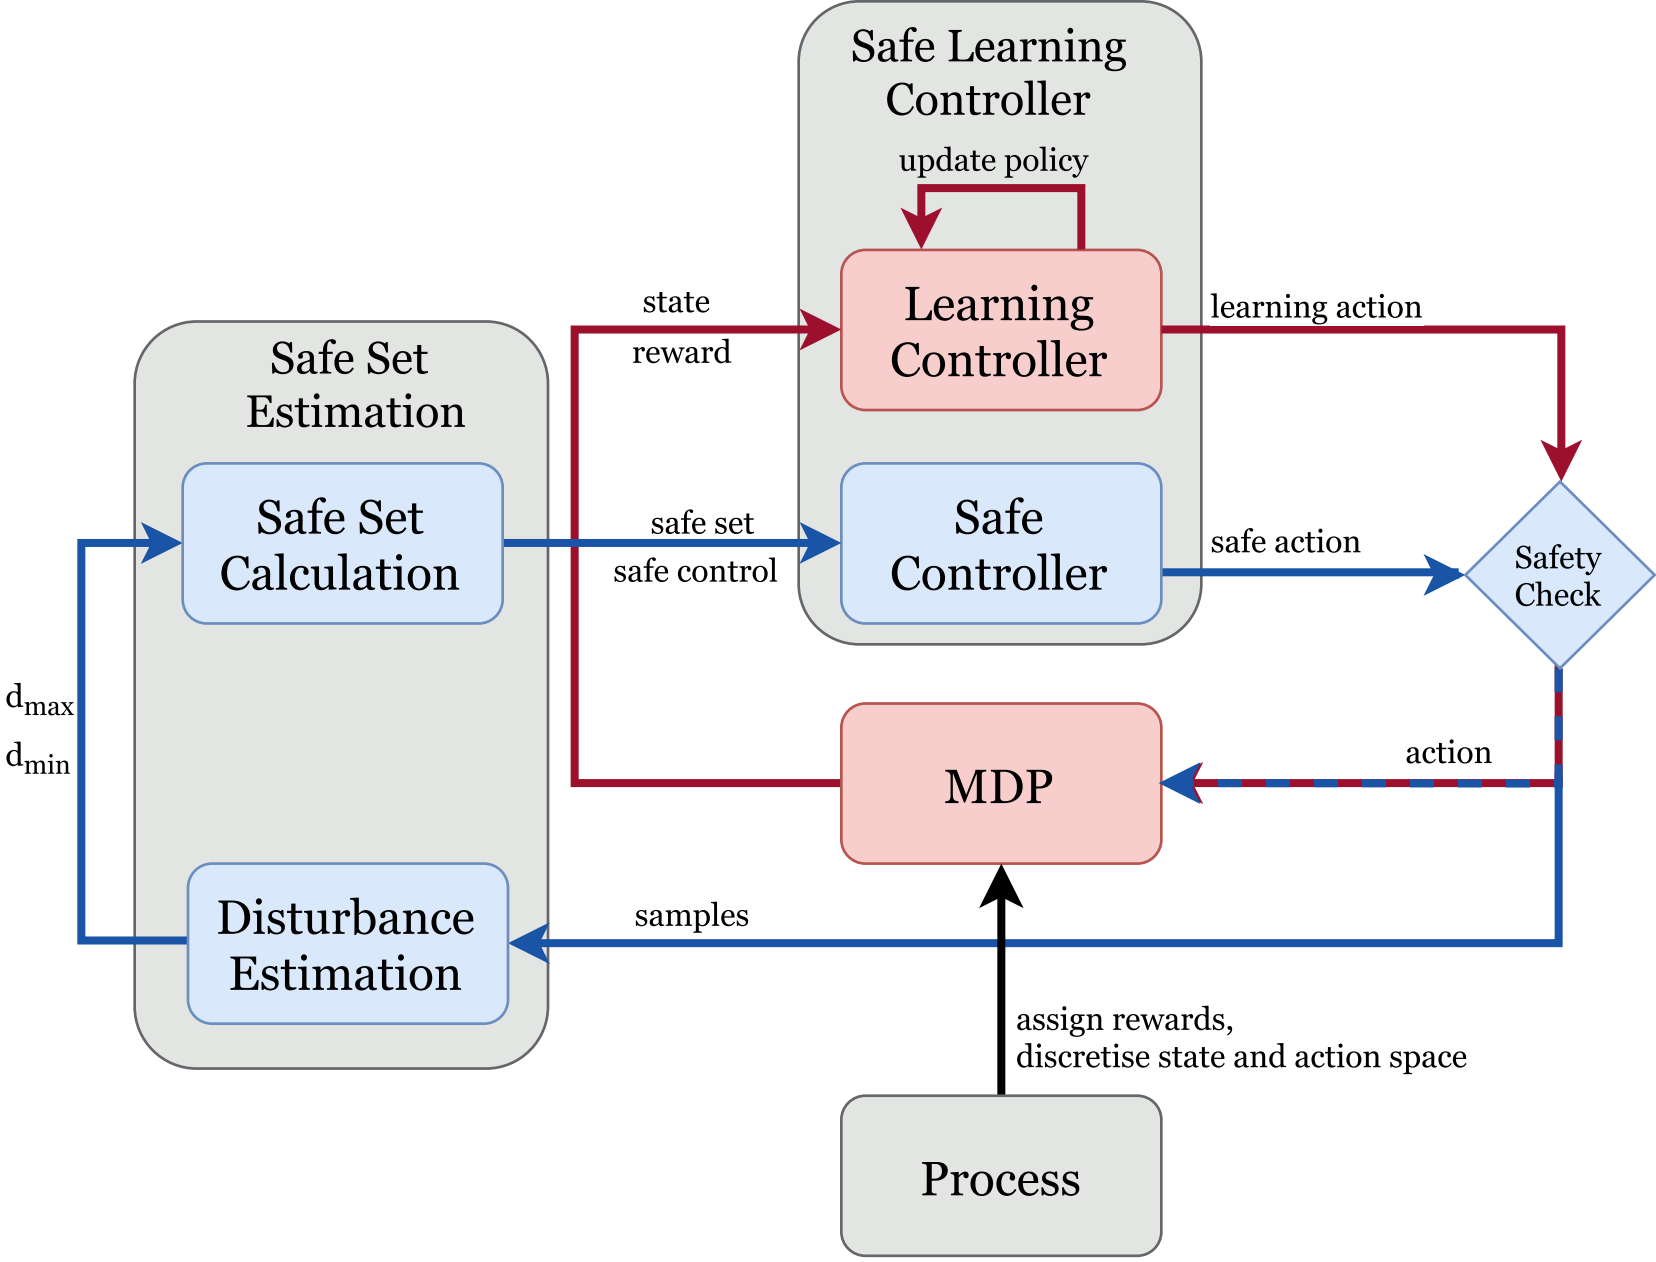 Safe Learning
Controller
update policy
Learning
Controller
state
reward
learning action
Safe Set
Estimation
Safe Set
Calculation
safe set
safe control
Safe
Controller
safe action
Safety
Check
dmax
dmin
MDP
action
Disturbance
Estimation
samples
assign rewards,
discretise state and action space
Process